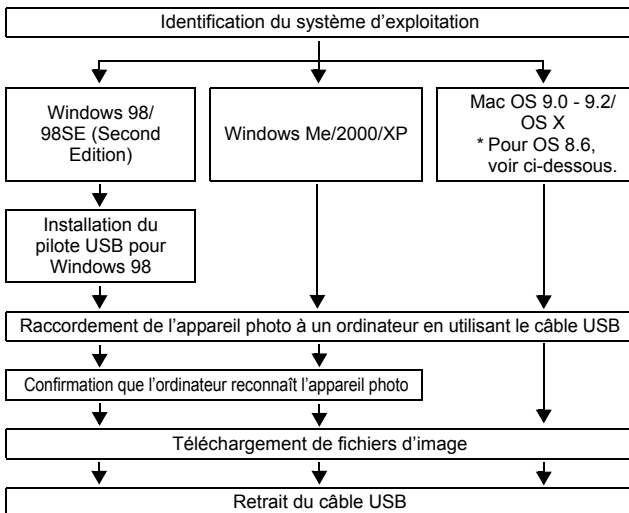 Identification du système d'exploitation
Windows 98/
98SE (Second
Edition)
Windows Me/2000/XP
Mac OS 9.0 - 9.2/
OS X
* Pour OS 8.6,
voir ci-dessous.
Installation du
pilote USB pour
Windows 98
Raccordement de l'appareil photo à un ordinateur en utilisant le câble USB
Confirmation que l'ordinateur reconnaît l'appareil photo
Téléchargement de fichiers d'image
Retrait du câble USB